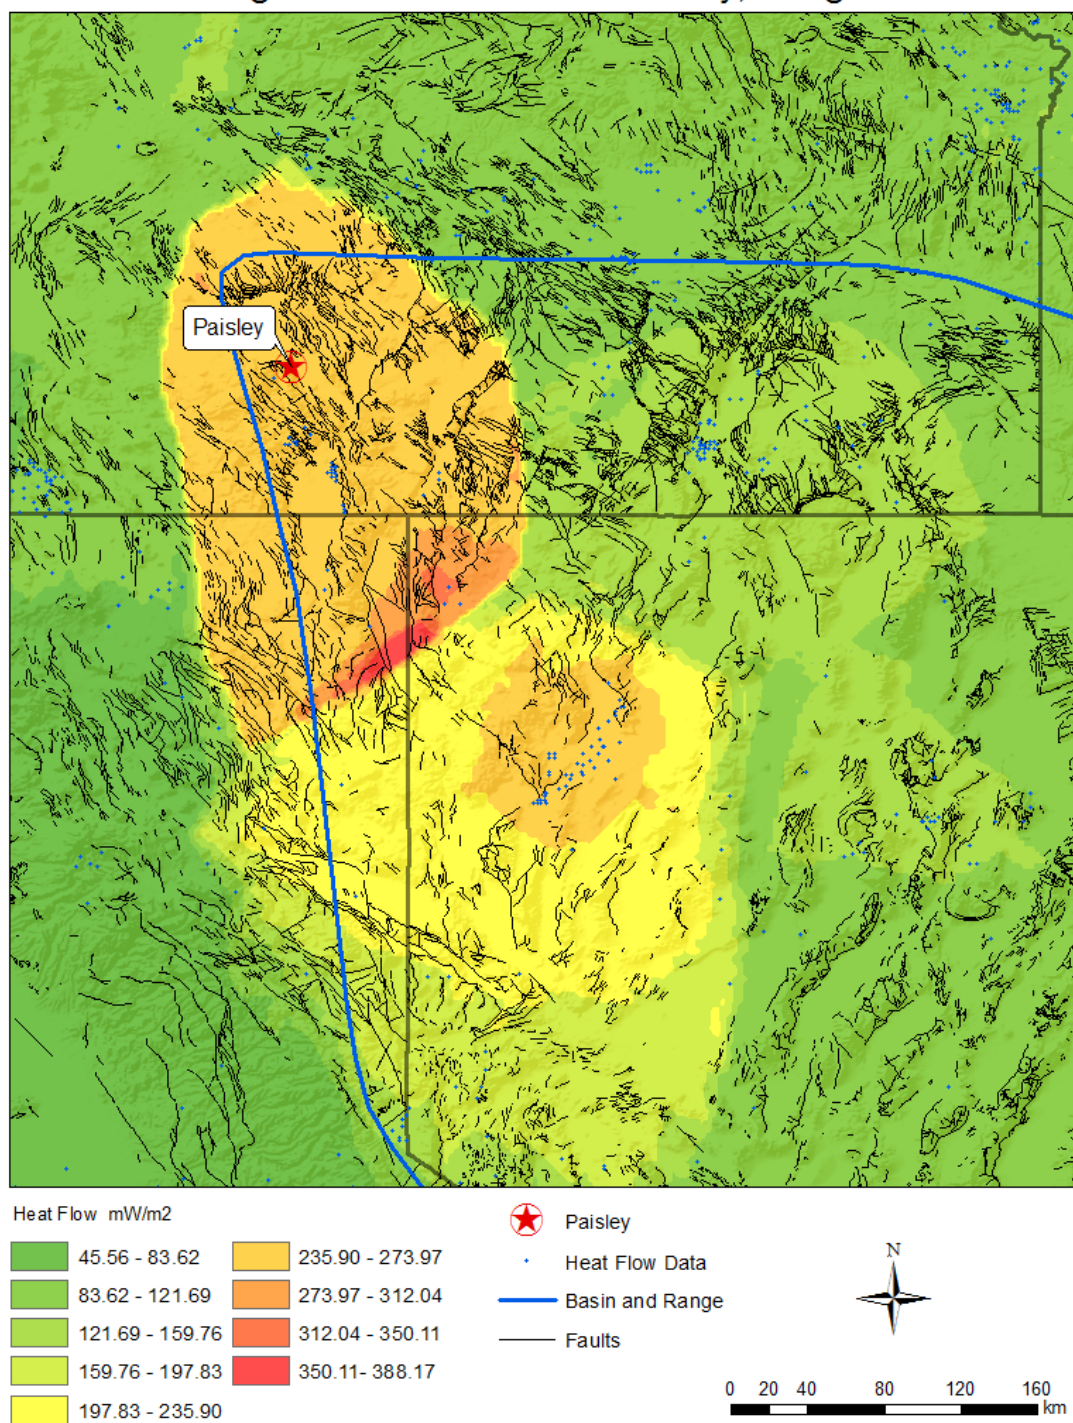 Paisley
Heat Flow mW/m2
45.56 - 83.62
83.62 - 121.69
121.69 - 159.76
159.76 - 197.83
197.83 - 235.90
235.90 - 273.97
273.97 - 312.04
312.04 - 350.11
350.11- 388.17
Paisley
Heat Flow Data
Basin and Range
Faults
N
0 20 40 80 120 160
km